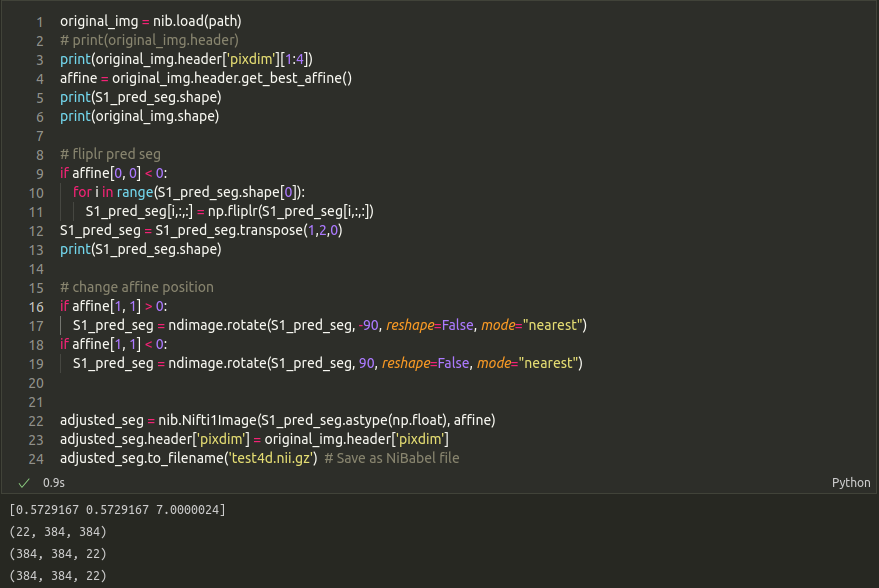 1 original_img = nib.load(path)
2 # print(original_img.header)
3 print(original_img.header['pixdim'][1:4])
4 affine = original_img.header.get_best_affine()
5 print(S1_pred_seg.shape)
6 print(original_img.shape)
7
8 # fliplr pred seg
9 if affine[0, 0] < 0:
10 for i in range(S1_pred_seg.shape[0]):
11 S1_pred_seg[i,:,:] = np.fliplr(S1_pred_seg[i,:,:])
12 S1_pred_seg = S1_pred_seg.transpose(1,2,0)
13 print(S1_pred_seg.shape)
14
15 # change affine position
16 if affine[1, 1] > 0:
17 S1_pred_seg = ndimage.rotate(S1_pred_seg, -90, reshape=False, mode="nearest")
18 if affine[1, 1] < 0:
19 S1_pred_seg = ndimage.rotate(S1_pred_seg, 90, reshape=False, mode="nearest")
20
21
22 adjusted_seg = nib.Nifti1Image(S1_pred_seg.astype(np.float), affine)
23 adjusted_seg.header['pixdim'] = original_img.header['pixdim']
24 adjusted_seg.to_filename('test4d.nii.gz') # Save as NiBabel file
0.9s Python
[0.5729167 0.5729167 7.0000024]
(22, 384, 384)
(384, 384, 22)
(384, 384, 22)